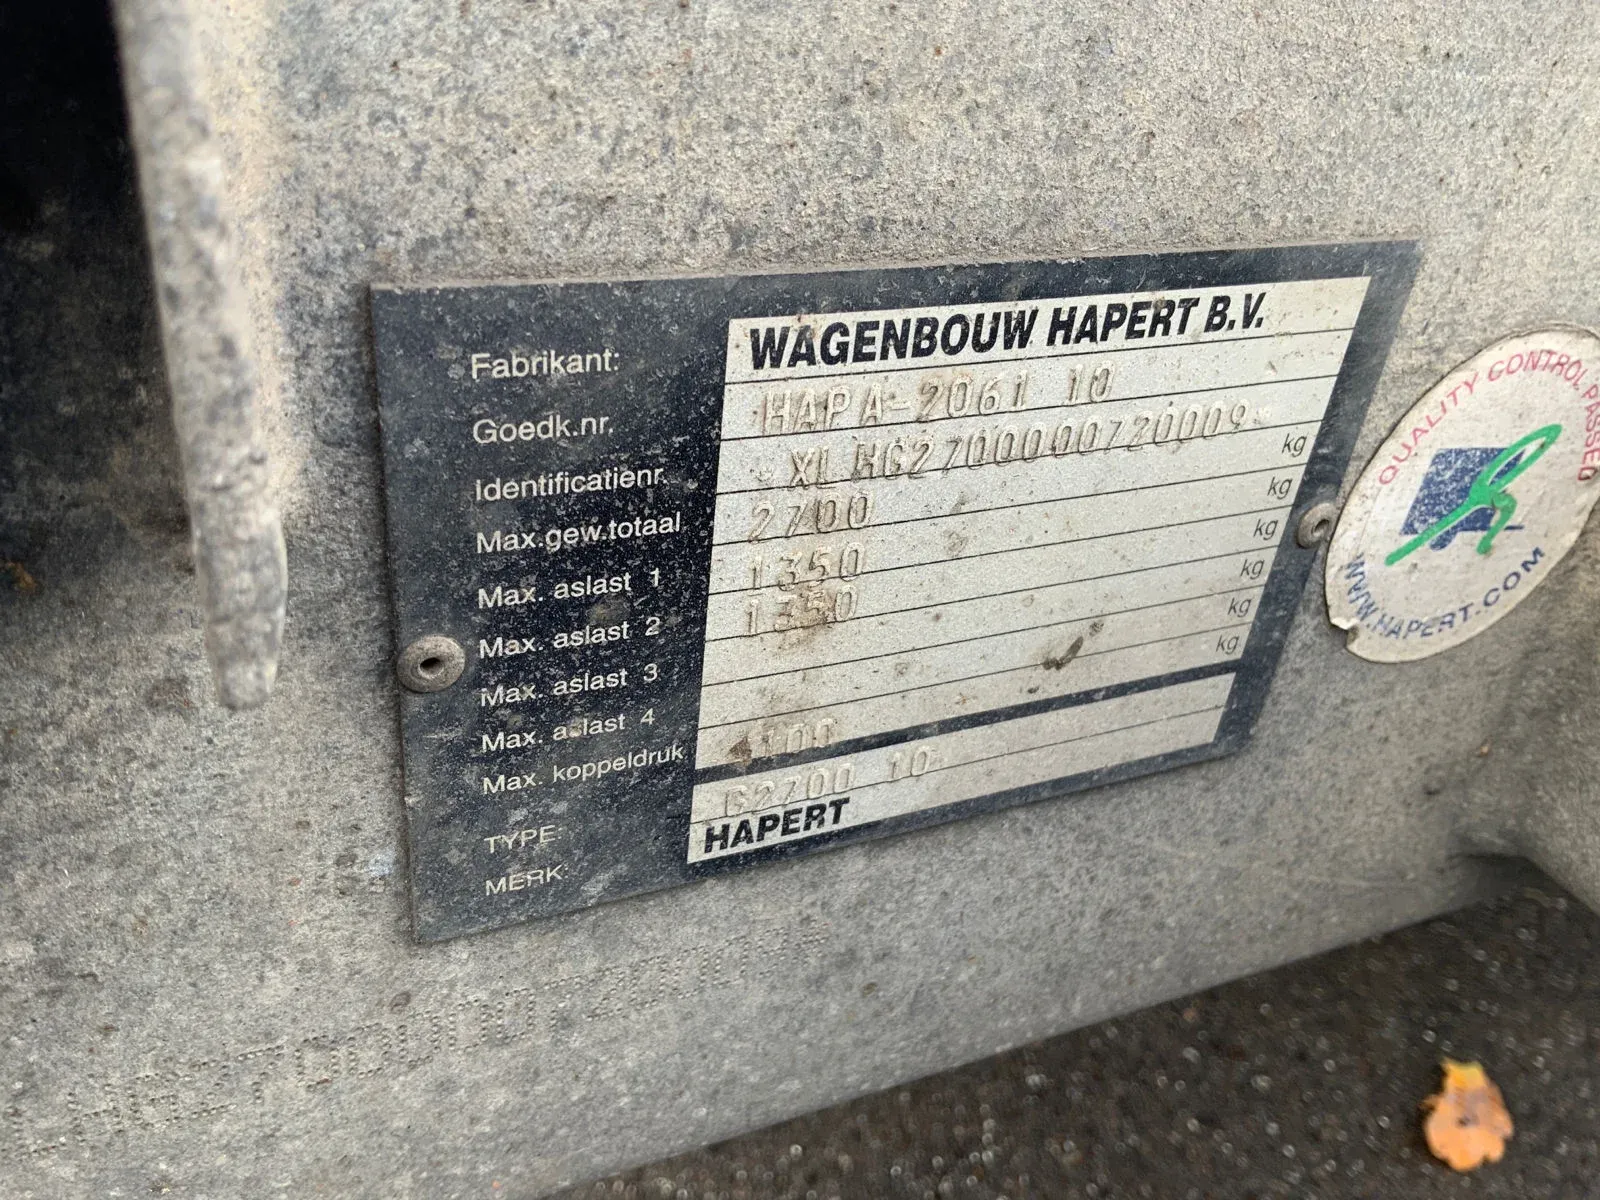 Fabrikant: WAGENBOUW HAPERT B.V.
Goedk.nr. HAPA-2061 10
Identificatienr. XLHG2700000720009
Max.gew.totaal 2700 kg
Max. aslast 1 1350 kg
Max. aslast 2 1350 kg
Max. aslast 3 kg
Max. aslast 4 kg
Max. koppeldruk 100 kg
TYPE: G2700 10
MERK: HAPERT
QUALITY CONTROL PASSED
WWW.HAPERT.COM